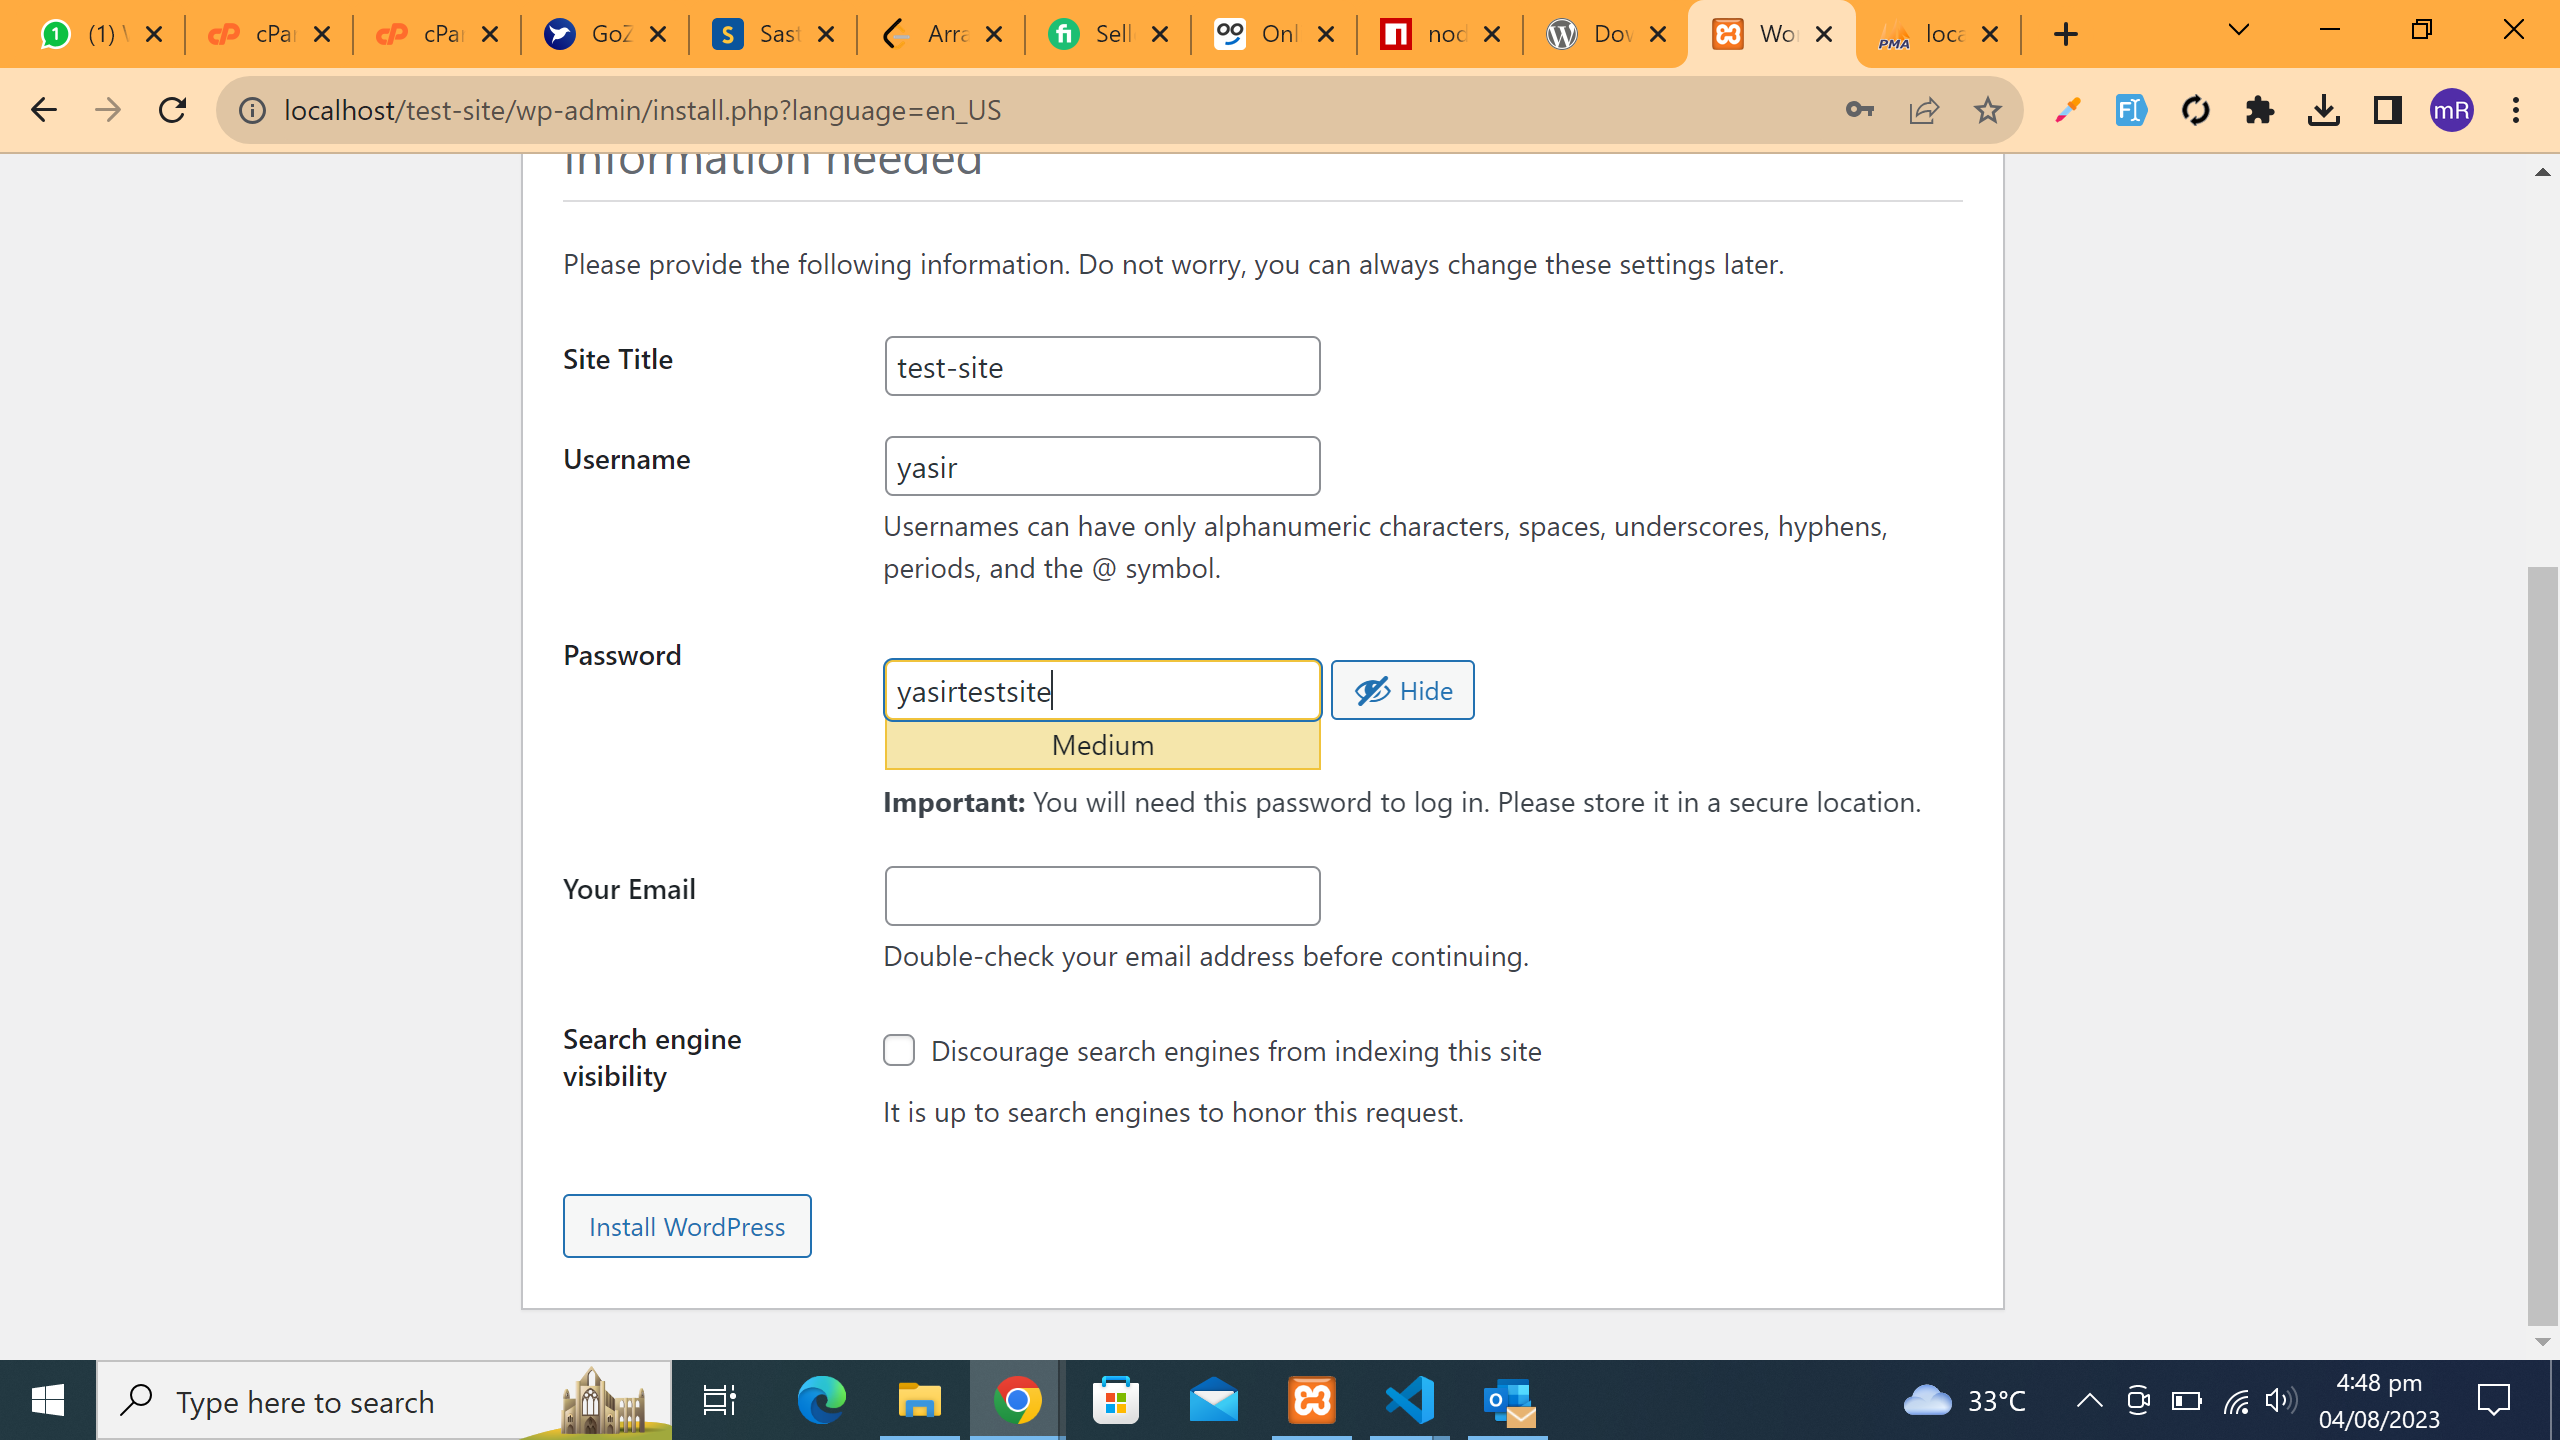 1 (1) cPa cPa GoZ S Sast Arra fi Sell Onl nod Dov Wo PMA loca
localhost/test-site/wp-admin/install.php?language=en_US mR
Information needed
Please provide the following information. Do not worry, you can always change these settings later.
Site Title test-site
Username yasir
Usernames can have only alphanumeric characters, spaces, underscores, hyphens,
periods, and the @ symbol.
Password
yasirtestsite Hide
Medium
Important: You will need this password to log in. Please store it in a secure location.
Your Email
Double-check your email address before continuing.
Search engine
visibility
Discourage search engines from indexing this site
It is up to search engines to honor this request.
Install WordPress
Type here to search
33°C
4:48 pm
04/08/2023